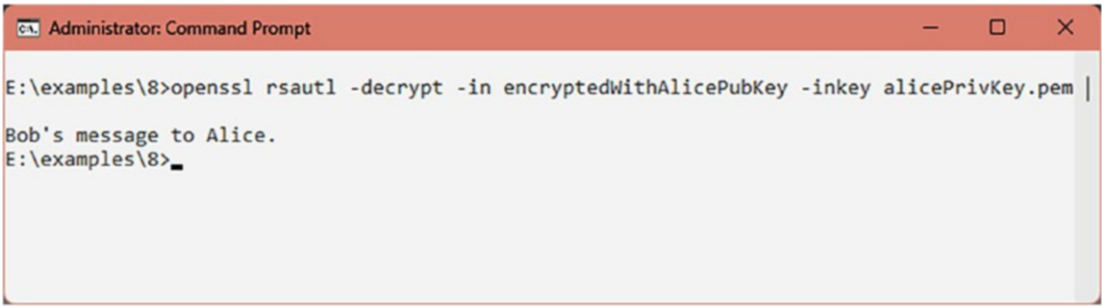 C:\. Administrator: Command Prompt
E:\examples\8>openssl rsautl -decrypt -in encryptedWithAlicePubKey -inkey alicePrivKey.pem |
Bob's message to Alice.
E:\examples\8>